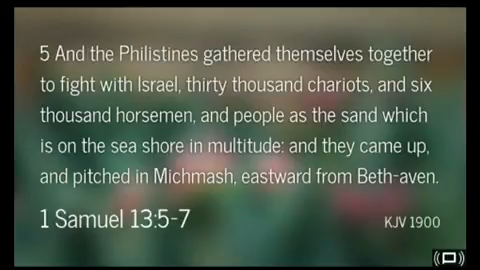 5 And the Philistines gathered themselves together
to fight with Israel, thirty thousand chariots, and six
thousand horsemen, and people as the sand which
is on the sea shore in multitude: and they came up,
and pitched in Michmash, eastward from Beth-aven.
1 Samuel 13:5-7
KJV 1900